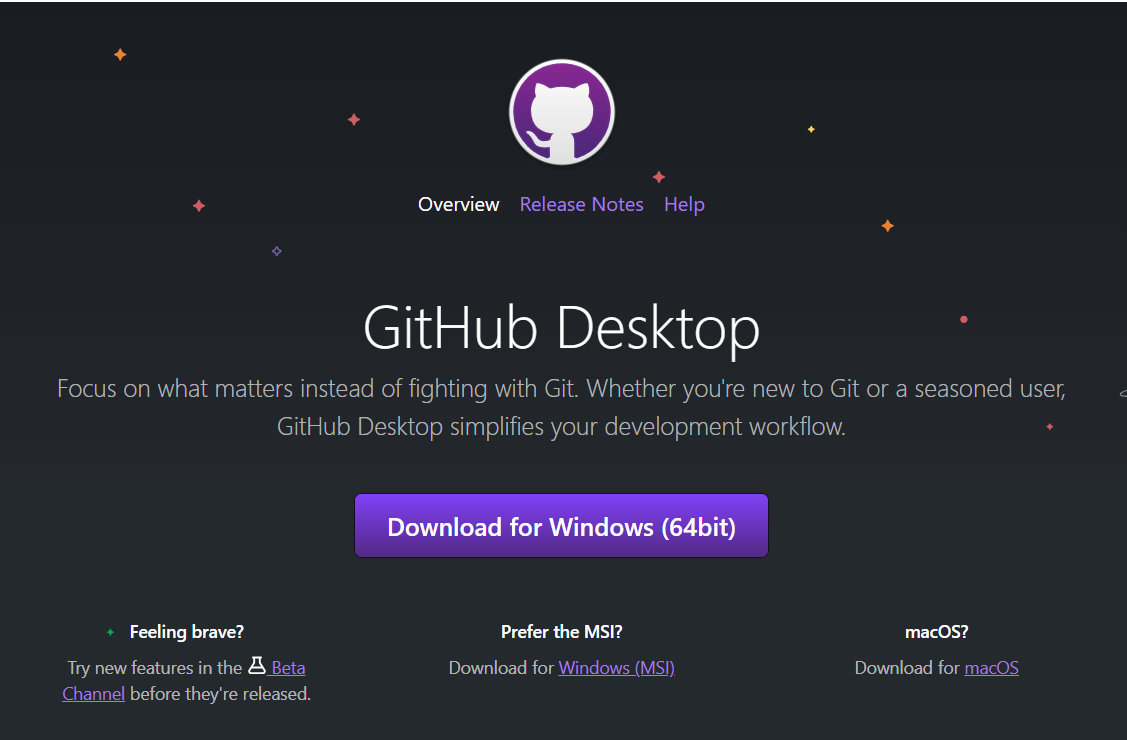 Overview Release Notes Help
GitHub Desktop
Focus on what matters instead of fighting with Git. Whether you're new to Git or a seasoned user,
GitHub Desktop simplifies your development workflow.
Download for Windows (64bit)
Feeling brave?
Try new features in the Beta
Channel before they're released.
Prefer the MSI?
Download for Windows (MSI)
macOS?
Download for macOS